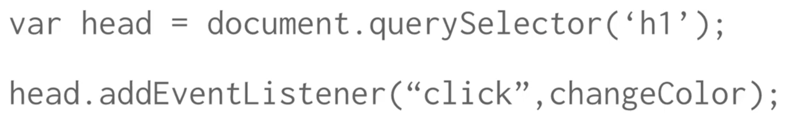 var head = document.querySelector(‘h1’);
head.addEventListener(“click”,changeColor);